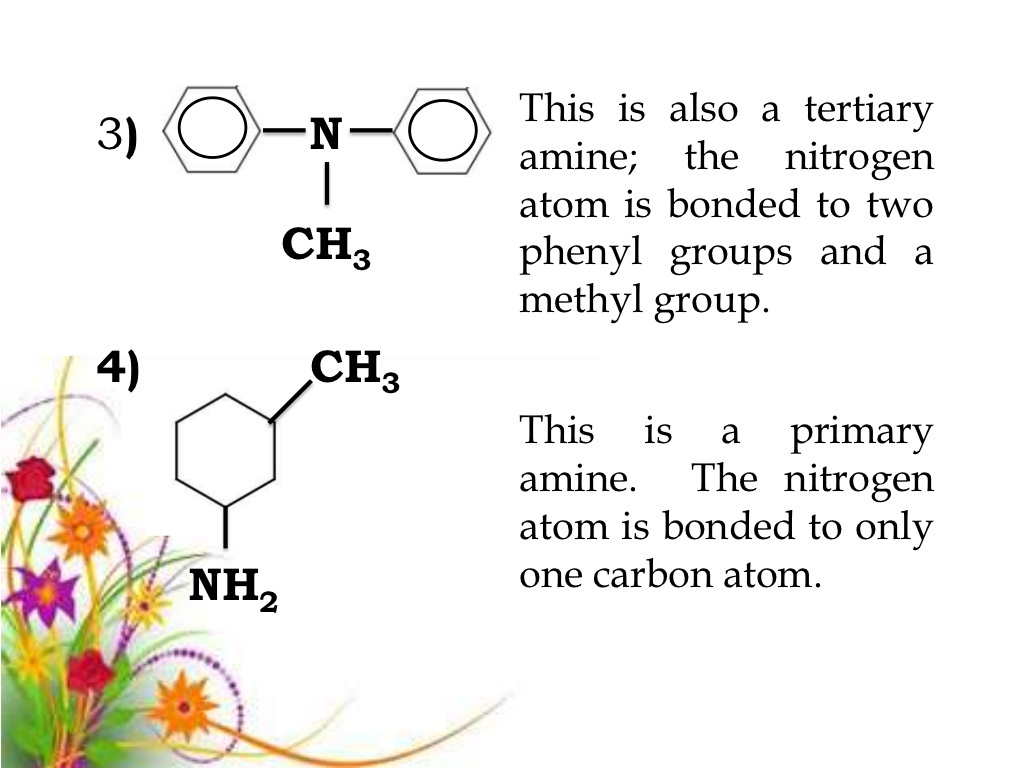 3)
N
CH₃
This is also a tertiary
amine; the nitrogen
atom is bonded to two
phenyl groups and a
methyl group.
4)
CH₃
NH₂
This is a primary
amine. The nitrogen
atom is bonded to only
one carbon atom.